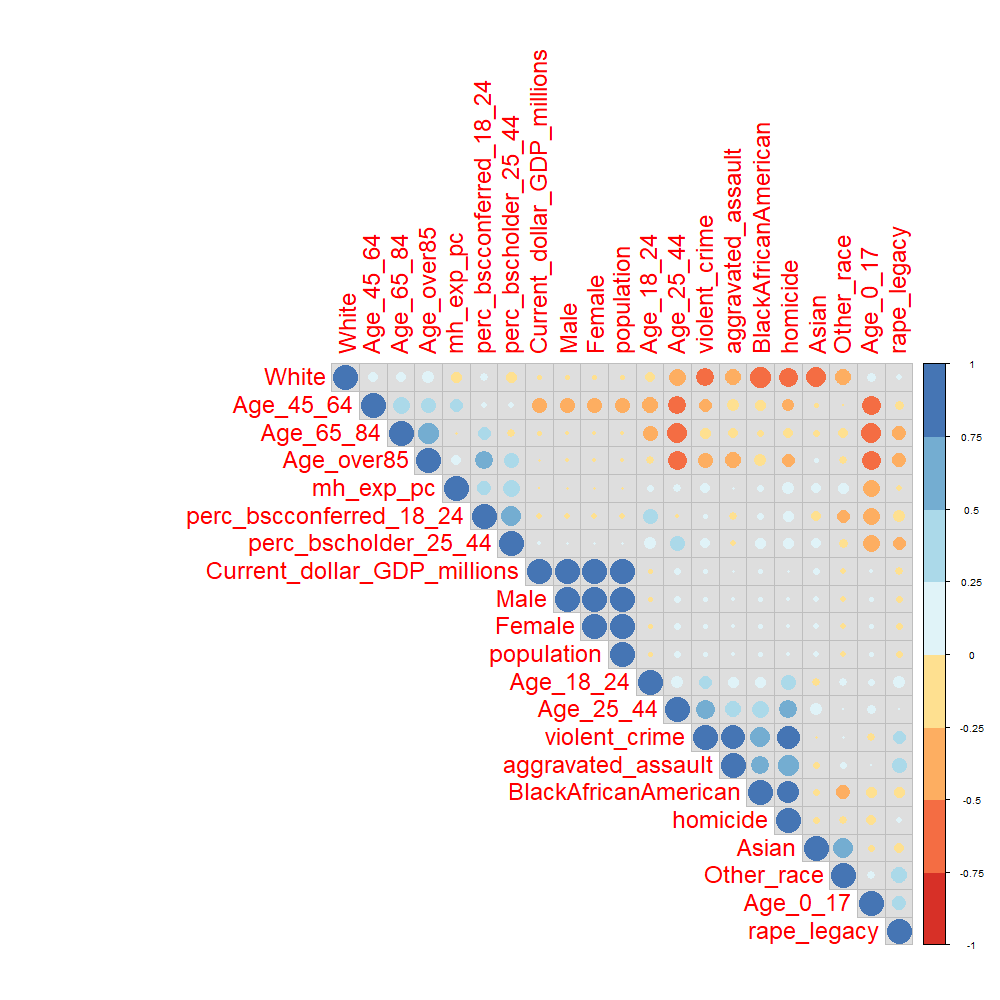 White
Age_45_64
Age_65_84
Age_over85
mh_exp_pc
perc_bscconferred_18_24
perc_bscholder_25_44
Current_dollar_GDP_millions
Male
Female
population
Age_18_24
Age_25_44
violent_crime
aggravated_assault
BlackAfricanAmerican
homicide
Asian
Other_race
Age_0_17
rape_legacy
White
Age_45_64
Age_65_84
Age_over85
mh_exp_pc
perc_bscconferred_18_24
perc_bscholder_25_44
Current_dollar_GDP_millions
Male
Female
population
Age_18_24
Age_25_44
violent_crime
aggravated_assault
BlackAfricanAmerican
homicide
Asian
Other_race
Age_0_17
rape_legacy
1
0.75
0.5
0.25
0
-0.25
-0.5
-0.75
-1